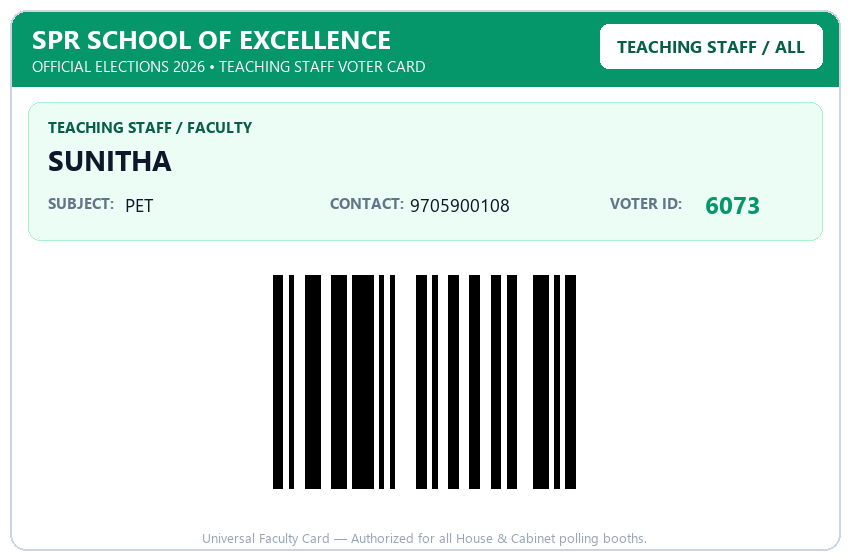 SPR SCHOOL OF EXCELLENCE
OFFICIAL ELECTIONS 2026 • TEACHING STAFF VOTER CARD
TEACHING STAFF / ALL
TEACHING STAFF / FACULTY
SUNITHA
SUBJECT: PET CONTACT: 9705900108 VOTER ID: 6073
Universal Faculty Card — Authorized for all House & Cabinet polling booths.